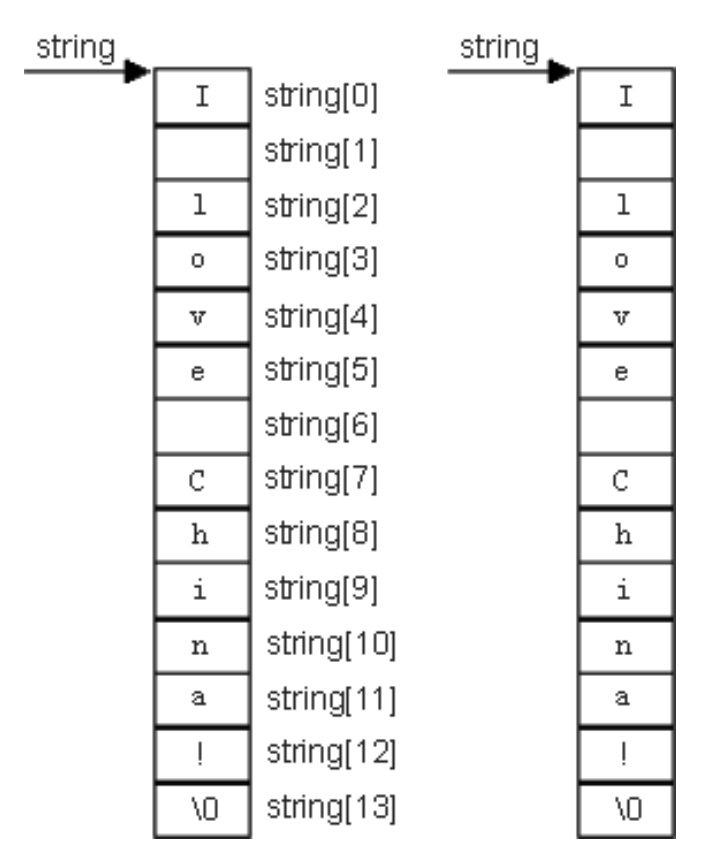 string string
I string[0] I
string[1]
l string[2] l
o string[3] o
v string[4] v
e string[5] e
string[6]
C string[7] C
h string[8] h
i string[9] i
n string[10] n
a string[11] a
! string[12] !
\0 string[13] \0